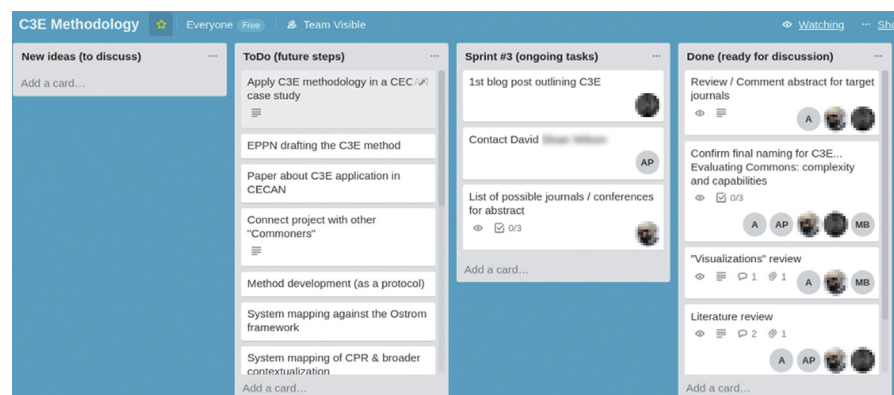 C3E Methodology
Everyone Free
Team Visible
Watching
... Sho
New ideas (to discuss)
...
Add a card...
ToDo (future steps)
...
Apply C3E methodology in a CECAN
case study
EPPN drafting the C3E method
Paper about C3E application in
CECAN
Connect project with other
"Commoners"
Method development (as a protocol)
System mapping against the Ostrom
framework
System mapping of CPR & broader
contextualization
Add a card...
Sprint #3 (ongoing tasks)
...
1st blog post outlining C3E
Contact David
AP
List of possible journals / conferences
for abstract
0/3
Add a card...
Done (ready for discussion)
...
Review / Comment abstract for target
journals
A
Confirm final naming for C3E...
Evaluating Commons: complexity
and capabilities
0/3
A AP MB
"Visualizations" review
1 1 A MB
Literature review
2 1
A AP
Add a card...